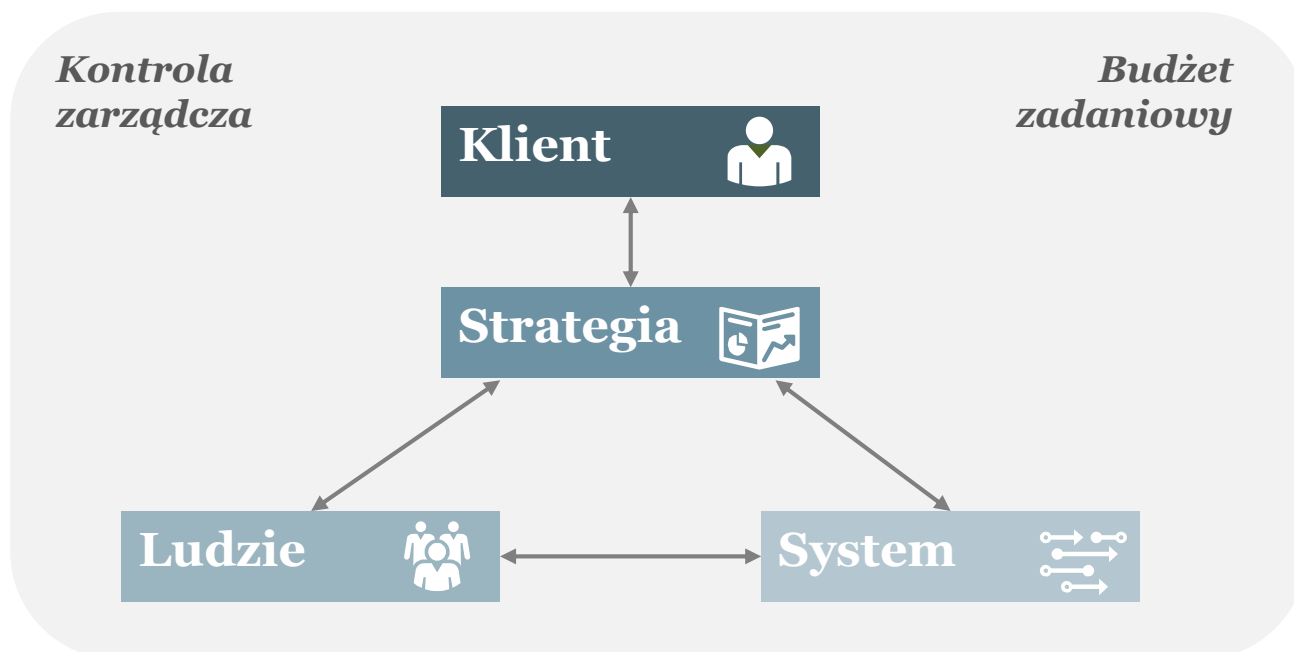 Kontrola
zarządcza
Budżet
zadaniowy
Klient
Strategia
Ludzie
System